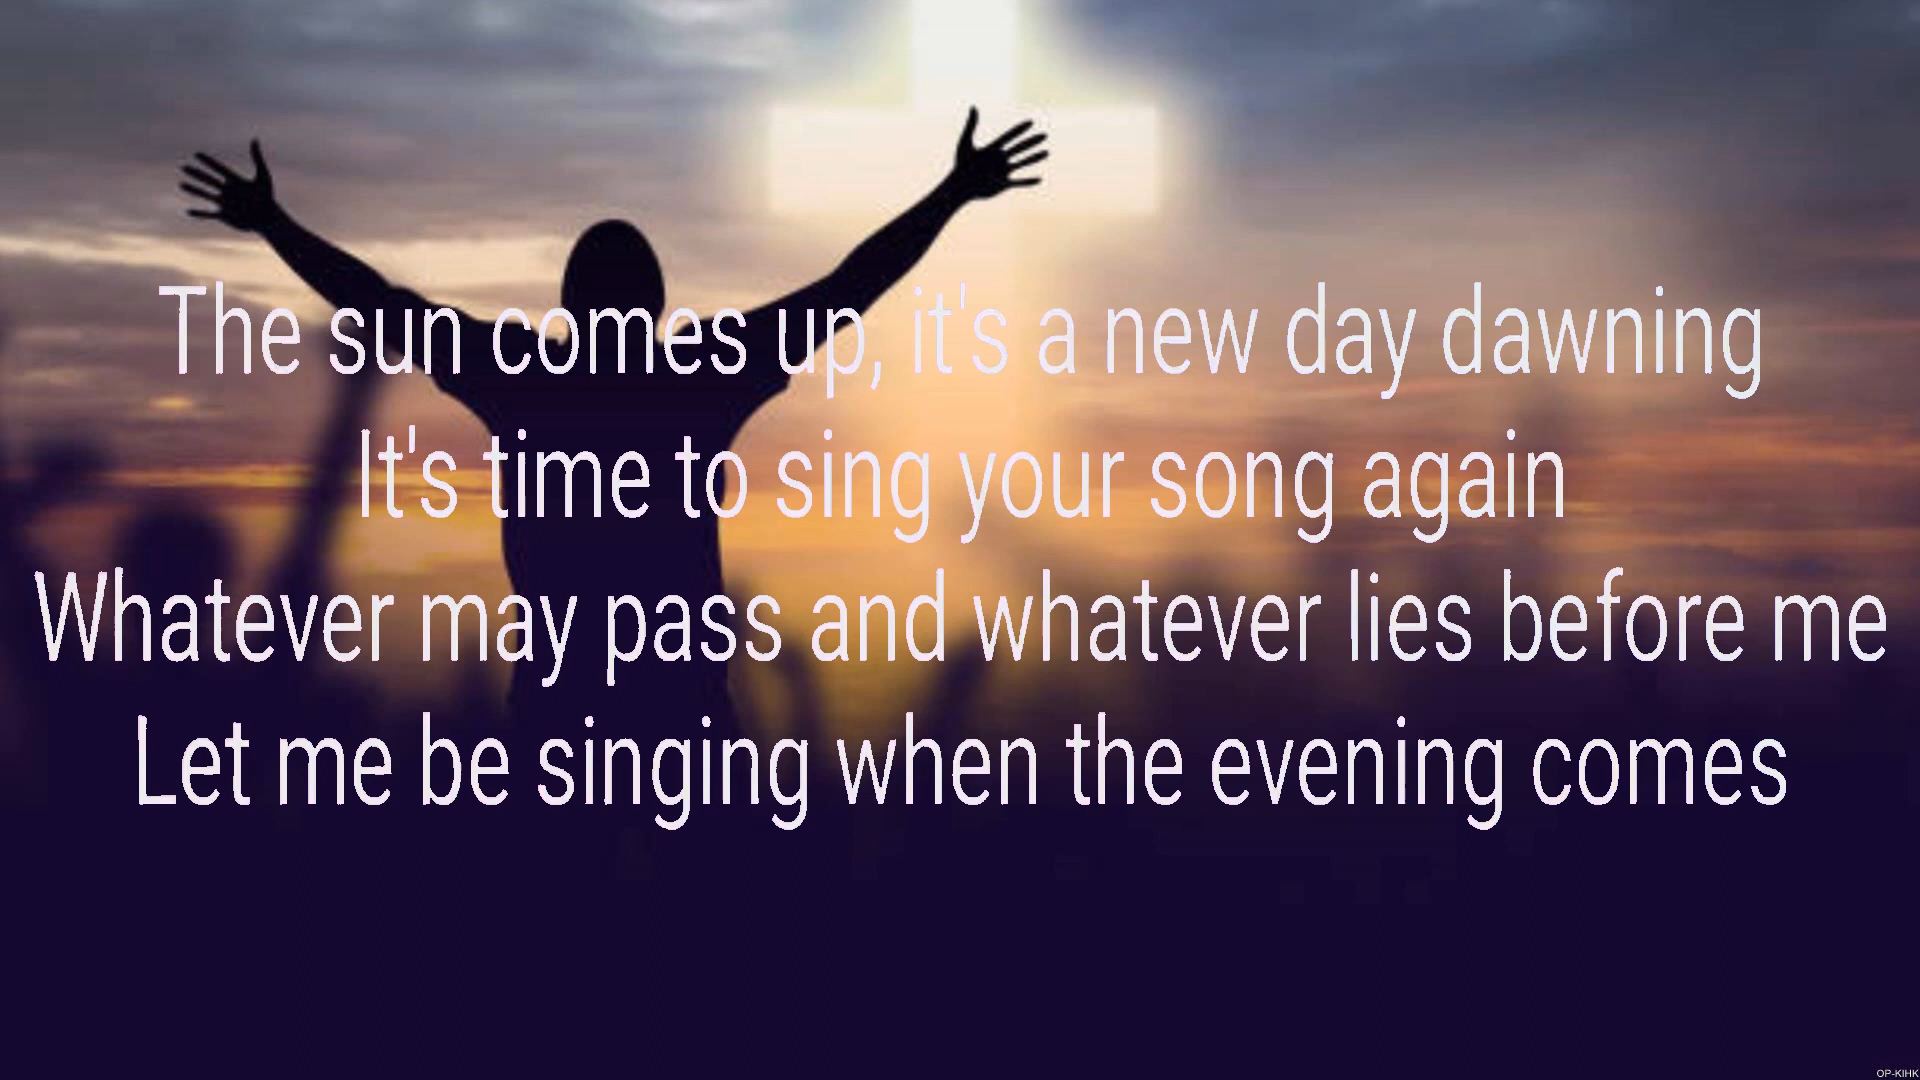 The sun comes up, it's a new day dawning
It's time to sing your song again
Whatever may pass and whatever lies before me
Let me be singing when the evening comes
OP-KIHK